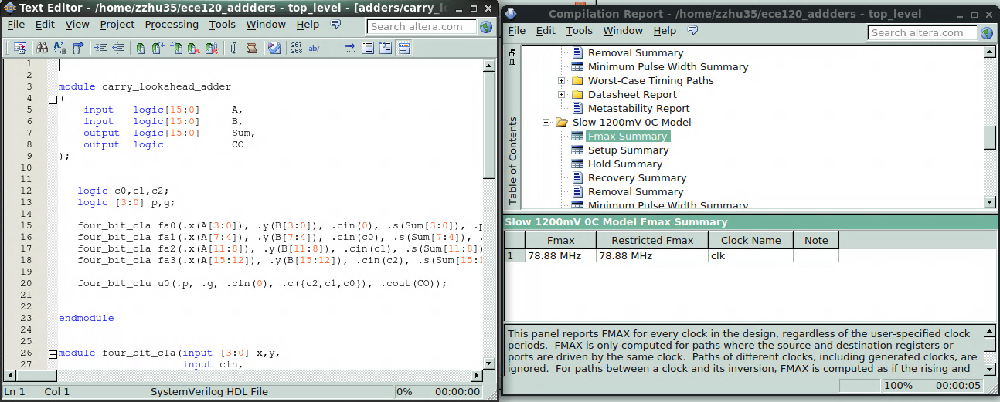 Text Editor - /home/zzhu35/ece120_addders - top_level - [adders/carry_l
File Edit View Project Processing Tools Window Help
Search altera.com
267
268
ab/
1
2
3 module carry_lookahead_adder
4 (
5 input logic[15:0] A,
6 input logic[15:0] B,
7 output logic[15:0] Sum,
8 output logic CO
9 );
10
11
12 logic c0,c1,c2;
13 logic [3:0] p,g;
14
15 four_bit_cla fa0(.x(A[3:0]), .y(B[3:0]), .cin(0), .s(Sum[3:0]), .p
16 four_bit_cla fa1(.x(A[7:4]), .y(B[7:4]), .cin(c0), .s(Sum[7:4]), .
17 four_bit_cla fa2(.x(A[11:8]), .y(B[11:8]), .cin(c1), .s(Sum[11:8])
18 four_bit_cla fa3(.x(A[15:12]), .y(B[15:12]), .cin(c2), .s(Sum[15:1
19
20 four_bit_clu u0(.p, .g, .cin(0), .c({c2,c1,c0}), .cout(CO));
21
22
23 endmodule
24
25
26 module four_bit_cla(input [3:0] x,y,
27 input cin,
Ln 1 Col 1 SystemVerilog HDL File 0% 00:00:00
Compilation Report - /home/zzhu35/ece120_addders - top_level
File Edit Tools Window Help
Search altera.com
Table of Contents
Removal Summary
Minimum Pulse Width Summary
Worst-Case Timing Paths
Datasheet Report
Metastability Report
Slow 1200mV 0C Model
Fmax Summary
Setup Summary
Hold Summary
Recovery Summary
Removal Summary
Minimum Pulse Width Summary
Slow 1200mV 0C Model Fmax Summary
Fmax Restricted Fmax Clock Name Note
1 78.88 MHz 78.88 MHz clk
This panel reports FMAX for every clock in the design, regardless of the user-specified clock
periods. FMAX is only computed for paths where the source and destination registers or
ports are driven by the same clock. Paths of different clocks, including generated clocks, are
ignored. For paths between a clock and its inversion, FMAX is computed as if the rising and
100% 00:00:05